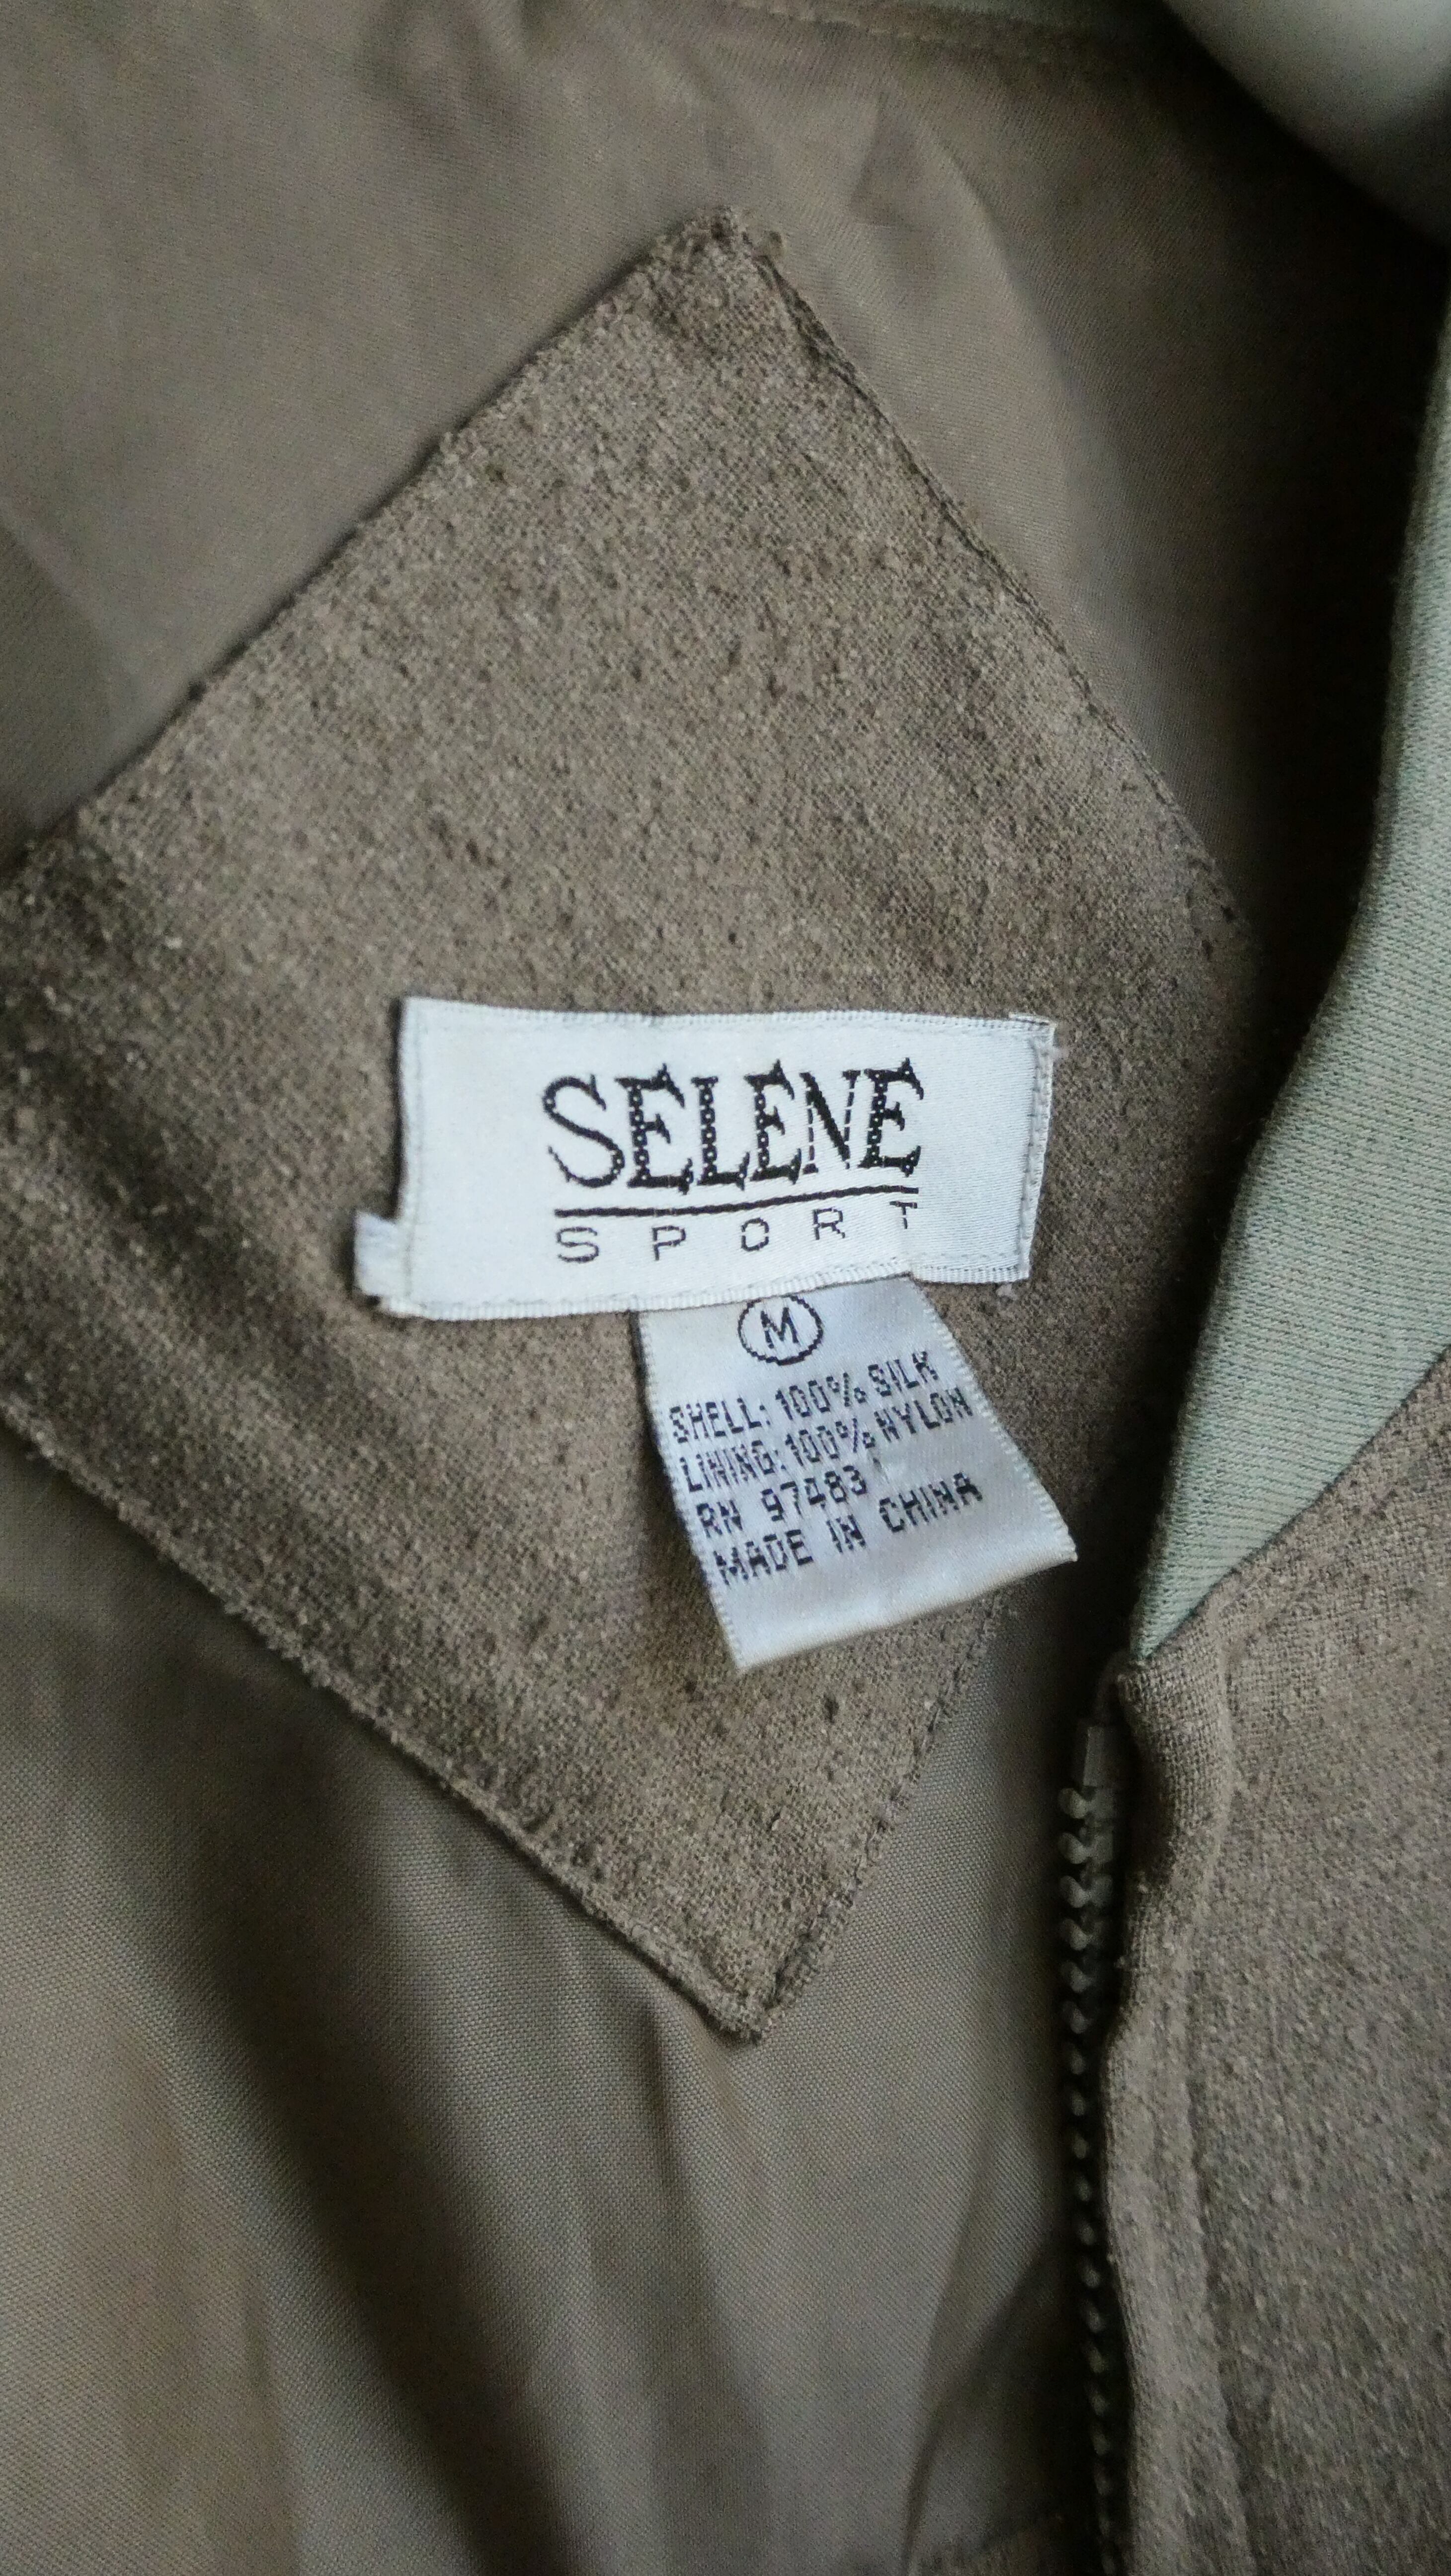 SELENE
SPORT
M
SHELL: 100% SILK
LINING: 100% NYLON
RN 97483
MADE IN CHINA